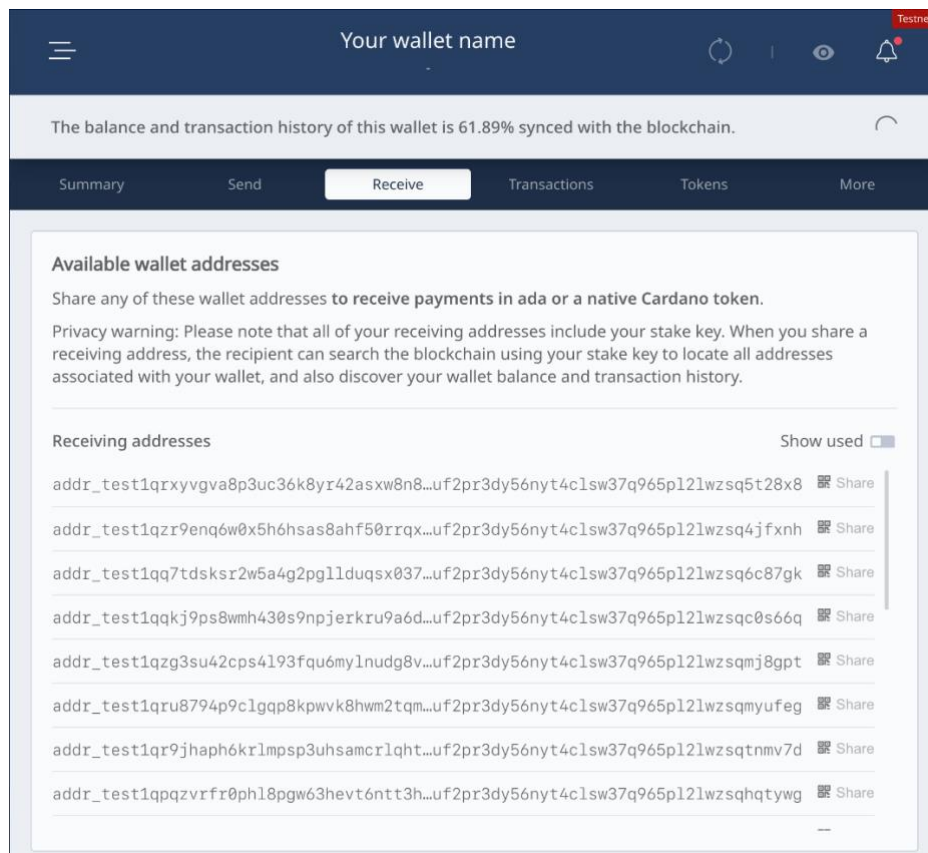 Testne
Your wallet name
-
The balance and transaction history of this wallet is 61.89% synced with the blockchain.
Summary Send Receive Transactions Tokens More
Available wallet addresses
Share any of these wallet addresses to receive payments in ada or a native Cardano token.
Privacy warning: Please note that all of your receiving addresses include your stake key. When you share a
receiving address, the recipient can search the blockchain using your stake key to locate all addresses
associated with your wallet, and also discover your wallet balance and transaction history.
Receiving addresses Show used
addr_test1qrxyvgva8p3uc36k8yr42asxw8n8…uf2pr3dy56nyt4clsw37q965pl2lwzsq5t28x8 Share
addr_test1qzr9enq6w0x5h6hsas8ahf50rrqx…uf2pr3dy56nyt4clsw37q965pl2lwzsq4jfxnh Share
addr_test1qq7tdsksr2w5a4g2pgllduqsx037…uf2pr3dy56nyt4clsw37q965pl2lwzsq6c87gk Share
addr_test1qqkj9ps8wmh430s9npjerkru9a6d…uf2pr3dy56nyt4clsw37q965pl2lwzsqc0s66q Share
addr_test1qzg3su42cps4l93fqu6mylnudg8v…uf2pr3dy56nyt4clsw37q965pl2lwzsqmj8gpt Share
addr_test1qru8794p9clgqp8kpwvk8hwm2tqm…uf2pr3dy56nyt4clsw37q965pl2lwzsqmyufeg Share
addr_test1qr9jhaph6krlmpsp3uhsamcrlqht…uf2pr3dy56nyt4clsw37q965pl2lwzsqtnmv7d Share
addr_test1qpqzvrfr0phl8pgw63hevt6ntt3h…uf2pr3dy56nyt4clsw37q965pl2lwzsqhqtywg Share